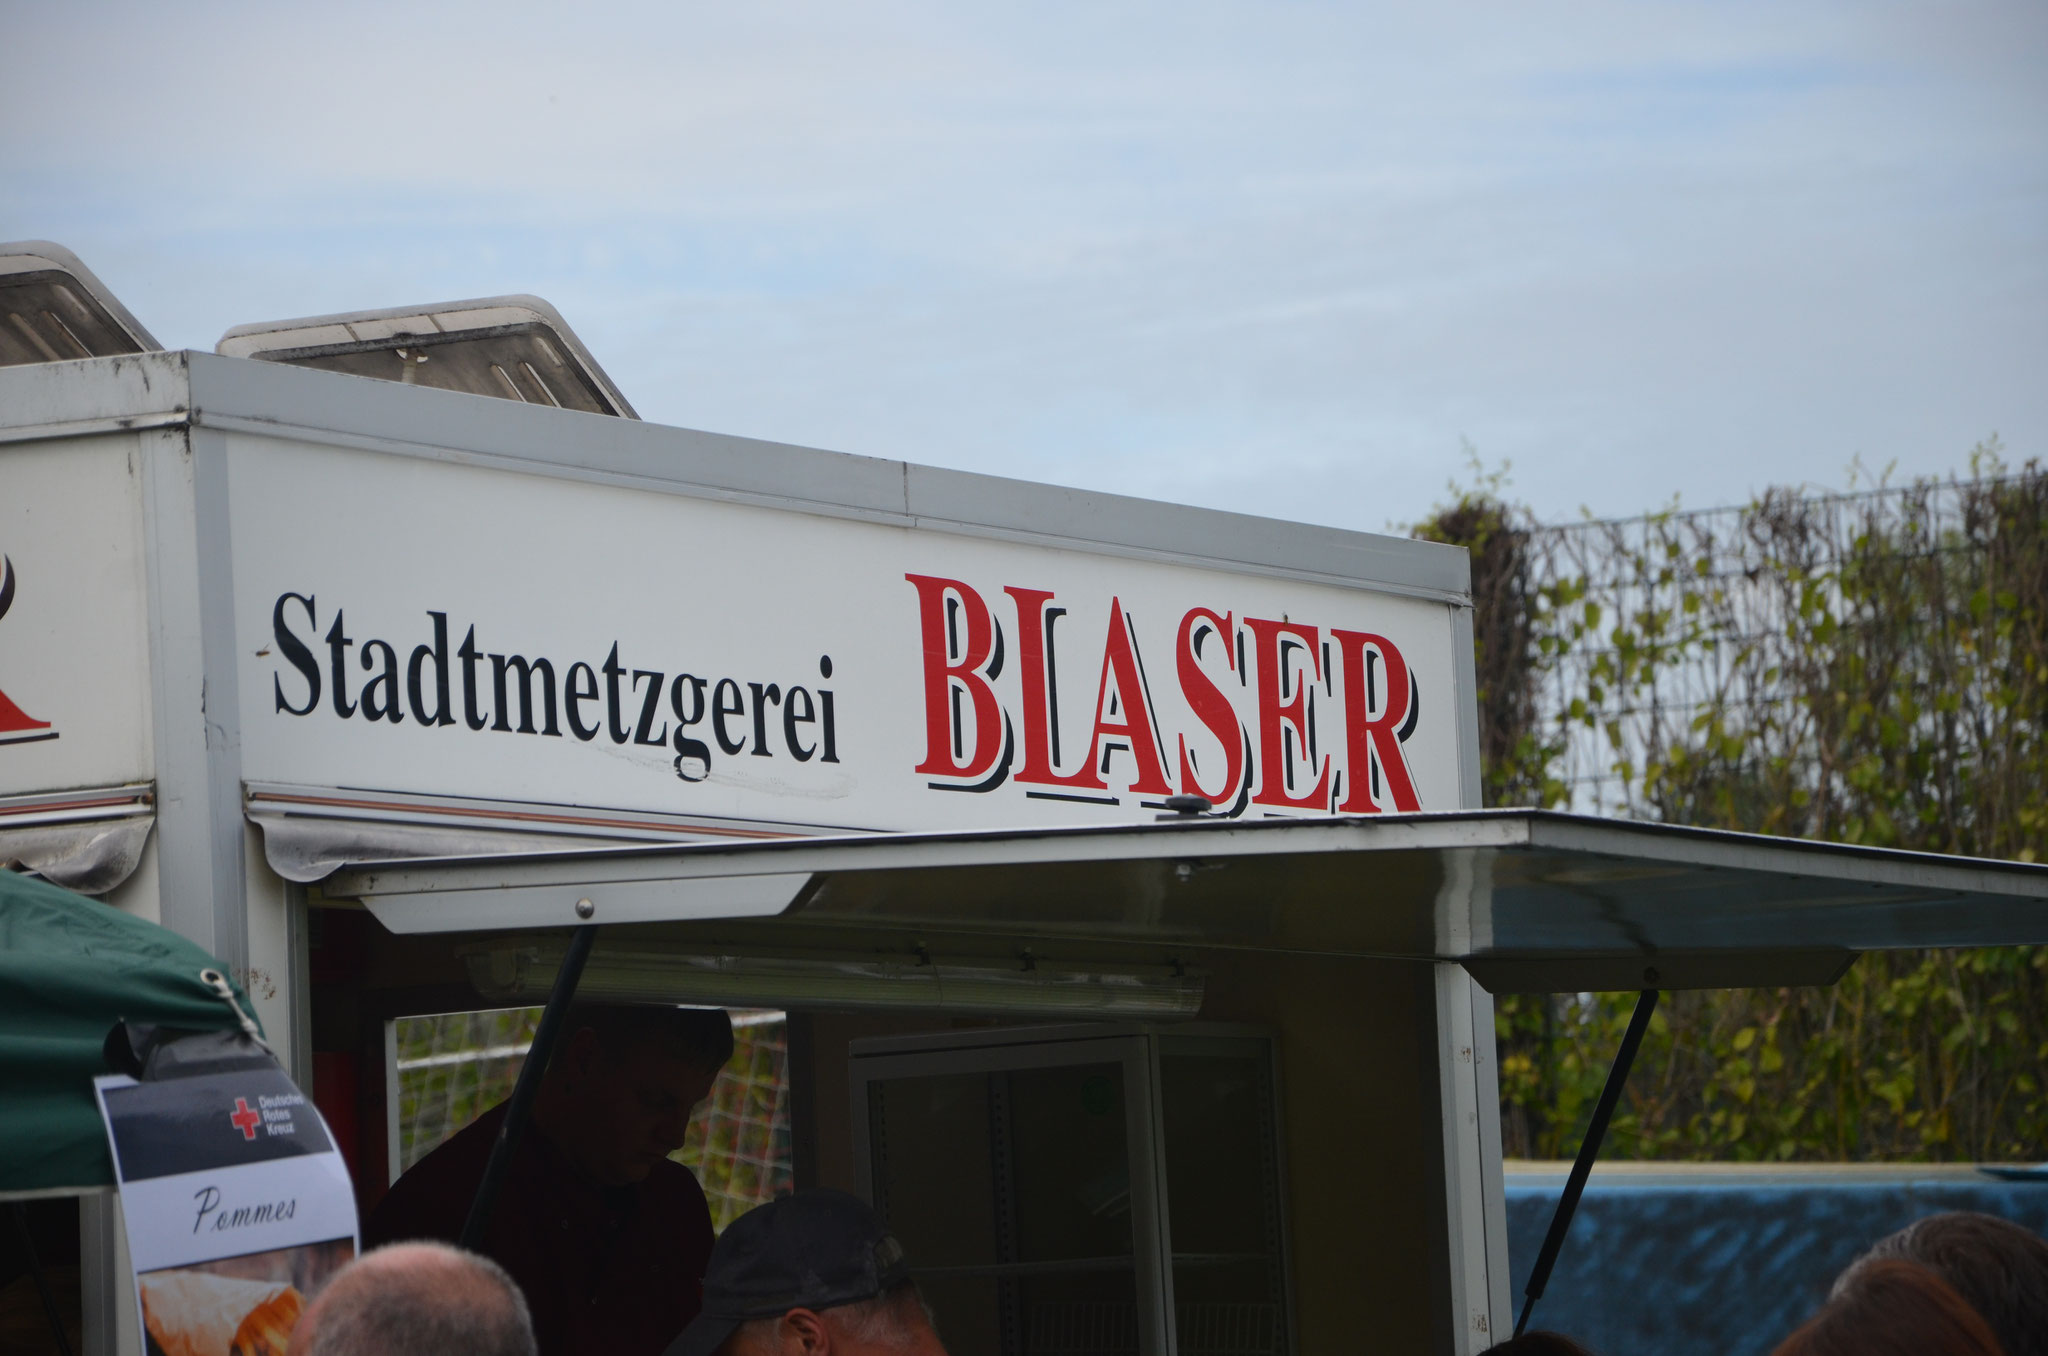 Stadtmetzgerei BLASER
Deutsches
Rotes
Kreuz
Pommes